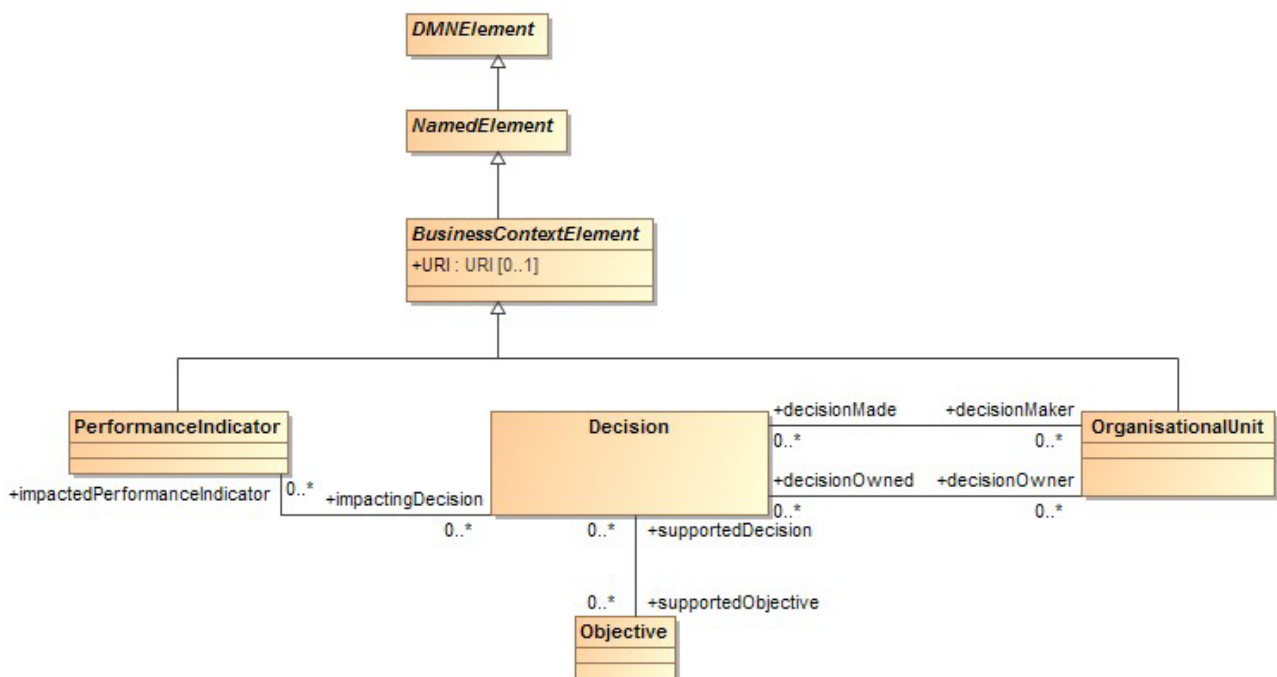 DMNElement
NamedElement
BusinessContextElement
+URI : URI [0..1]
PerformanceIndicator
Decision
+decisionMade
+decisionMaker
OrganisationalUnit
0..*
0..*
+decisionOwned
+decisionOwner
0..*
0..*
+impactedPerformanceIndicator
0..*
+impactingDecision
0..*
0..*
+supportedDecision
0..*
+supportedObjective
Objective